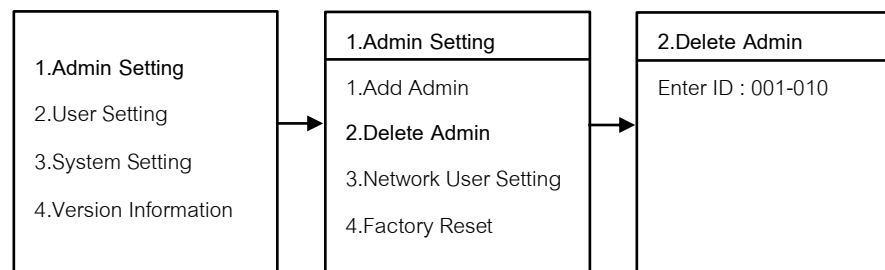 1.Admin Setting
2.User Setting
3.System Setting
4.Version Information
1.Admin Setting
1.Add Admin
2.Delete Admin
3.Network User Setting
4.Factory Reset
2.Delete Admin
Enter ID : 001-010